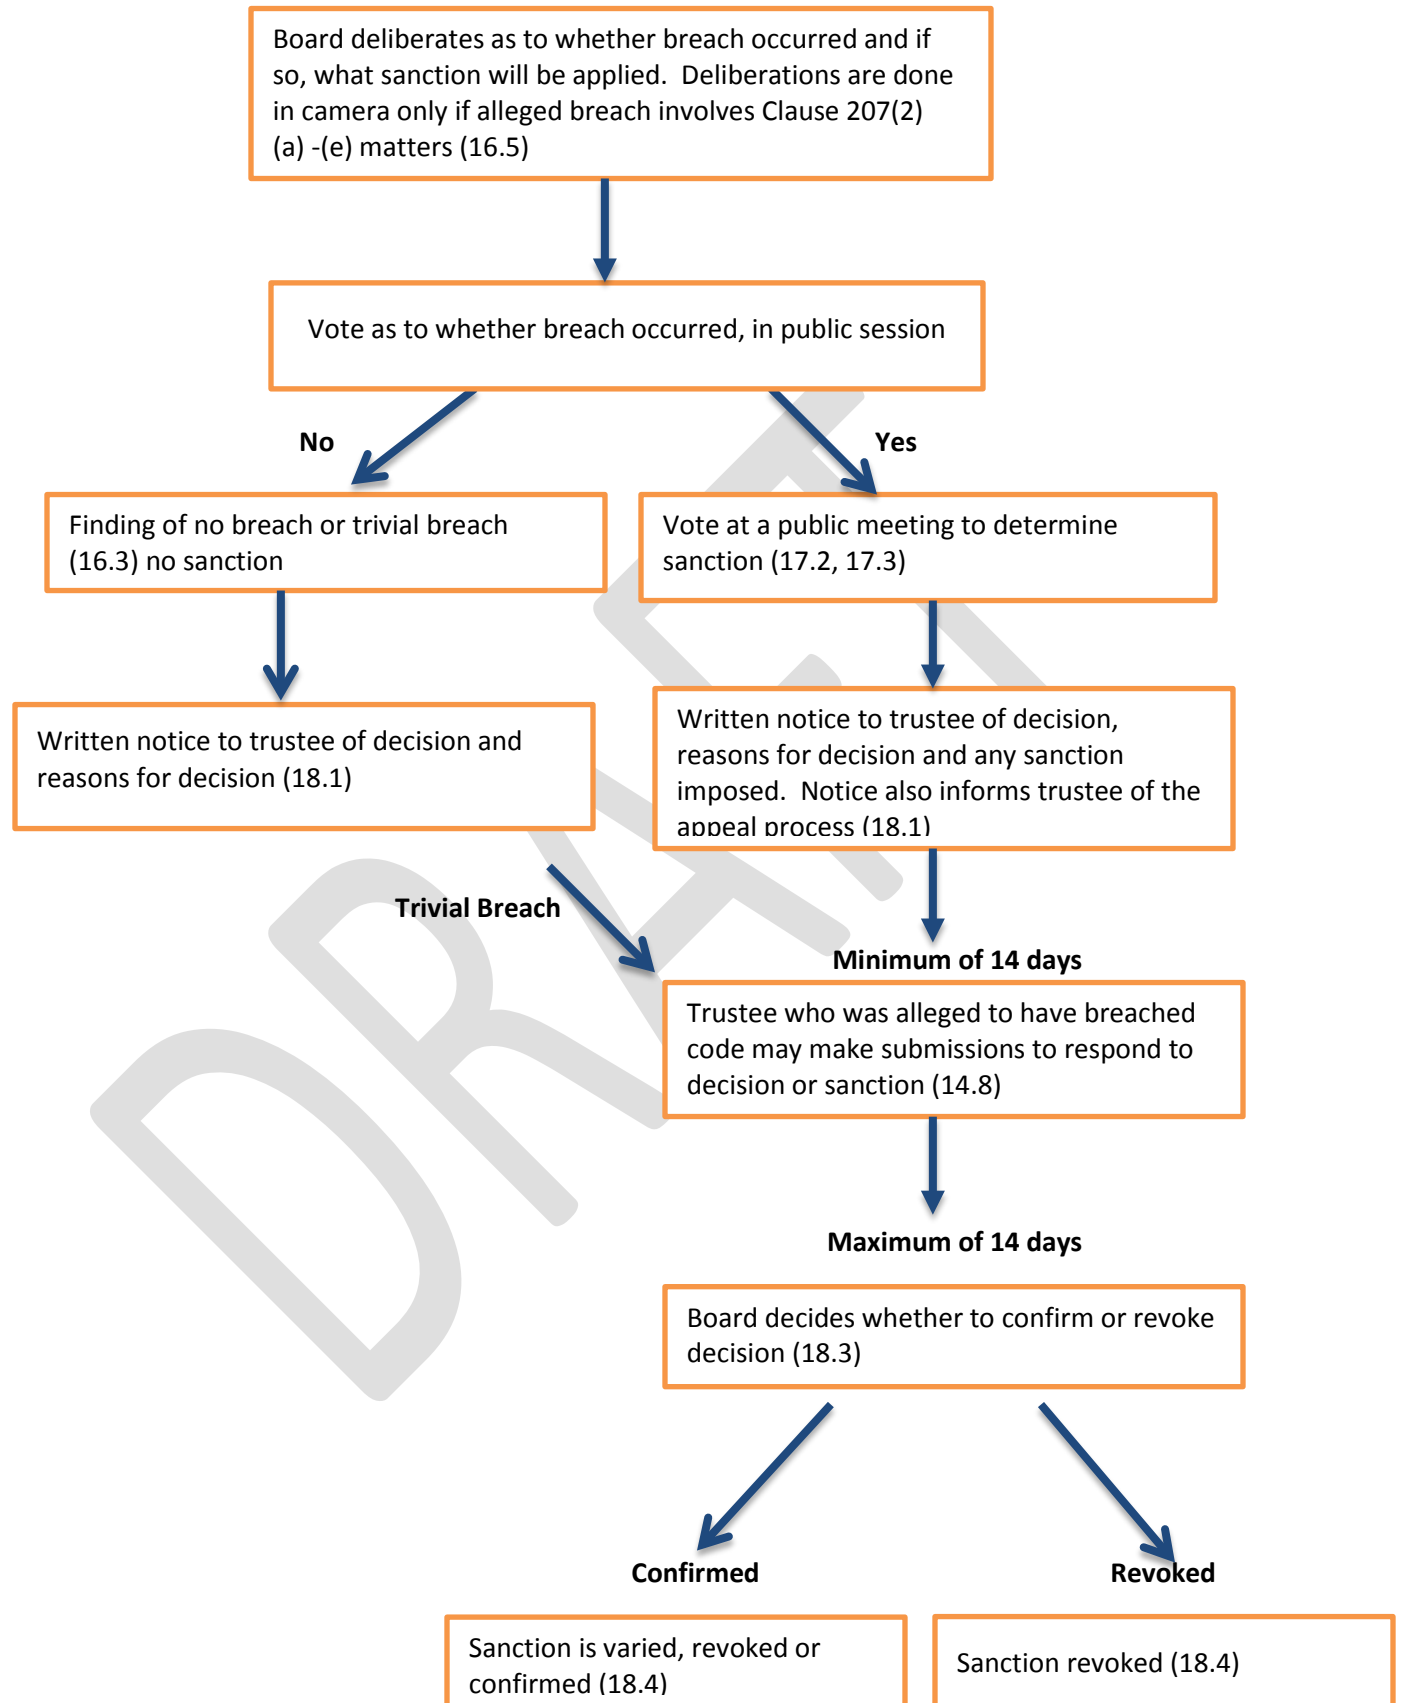 Board deliberates as to whether breach occurred and if
so, what sanction will be applied.  Deliberations are done
in camera only if alleged breach involves Clause 207(2)
(a) -(e) matters (16.5)
Vote as to whether breach occurred, in public session
No
Yes
Finding of no breach or trivial breach
(16.3) no sanction
Vote at a public meeting to determine
sanction (17.2, 17.3)
Written notice to trustee of decision and
reasons for decision (18.1)
Written notice to trustee of decision,
reasons for decision and any sanction
imposed.  Notice also informs trustee of the
appeal process (18.1)
Trivial Breach
Minimum of 14 days
Trustee who was alleged to have breached
code may make submissions to respond to
decision or sanction (14.8)
Maximum of 14 days
Board decides whether to confirm or revoke
decision (18.3)
Confirmed
Revoked
Sanction is varied, revoked or
confirmed (18.4)
Sanction revoked (18.4)
DRAFT